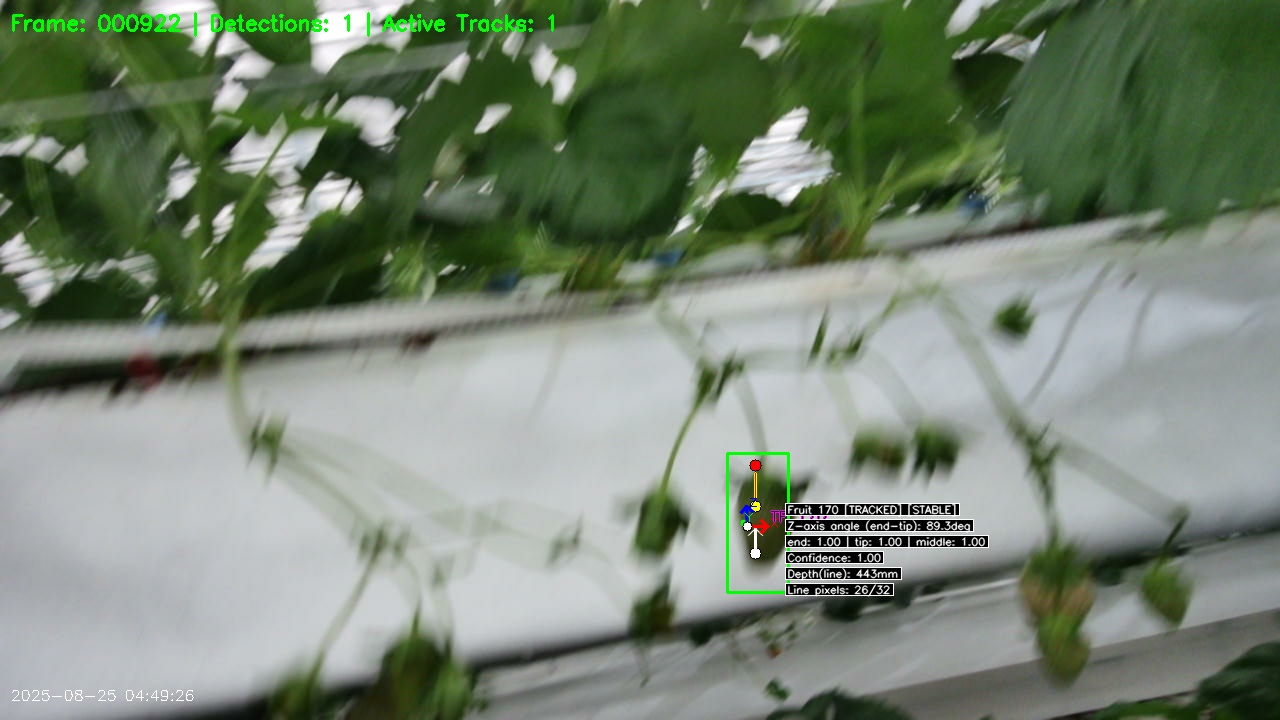 Frame: 000922 | Detections: 1 | Active Tracks: 1
Fruit 170 [TRACKED] [STABLE]
Z-axis angle (end-tip): 89.3deg
end: 1.00 | tip: 1.00 | middle: 1.00
Confidence: 1.00
Depth(line): 443mm
Line pixels: 26/32
2025-08-25 04:49:26